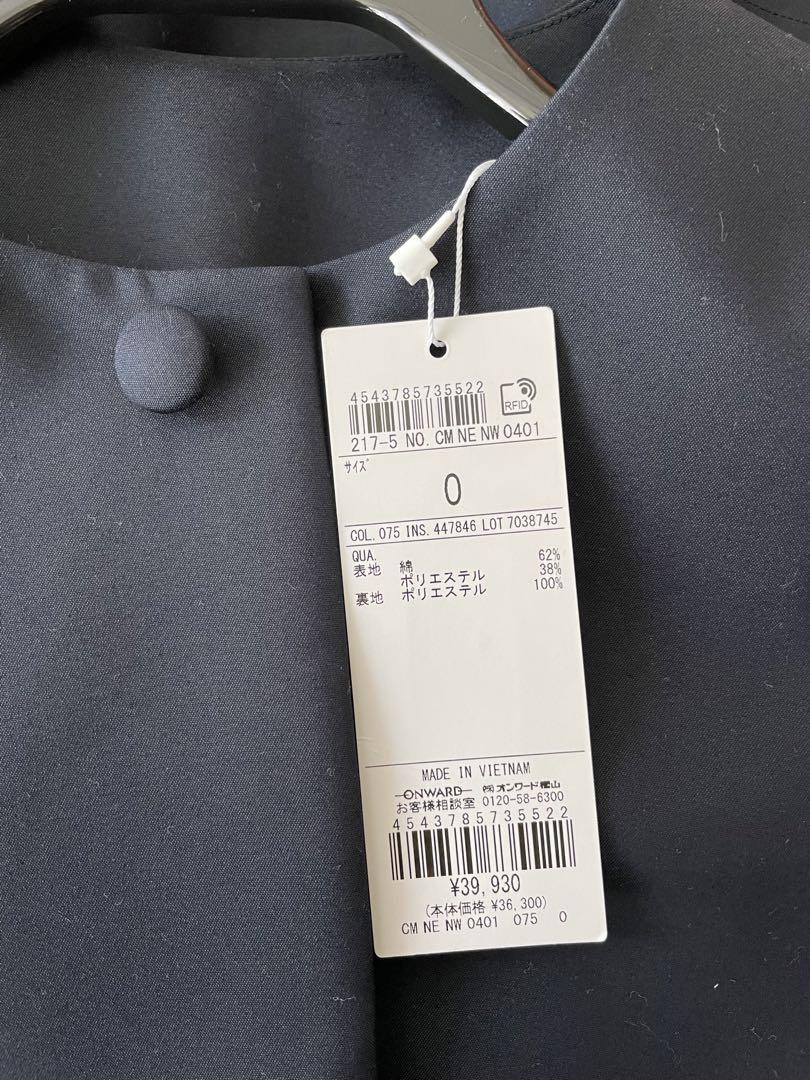 4543785735522
RFID
217-5 NO. CM NE NW 0401
サイズ
0
COL. 075 INS. 447846 LOT 7038745
QUA.
表地 綿 62%
ポリエステル 38%
裏地 ポリエステル 100%
MADE IN VIETNAM
ONWARD ㈱オンワード樫山
お客様相談室 0120-58-6300
4543785735522
¥39,930
(本体価格 ¥36,300)
CM NE NW 0401 075 0